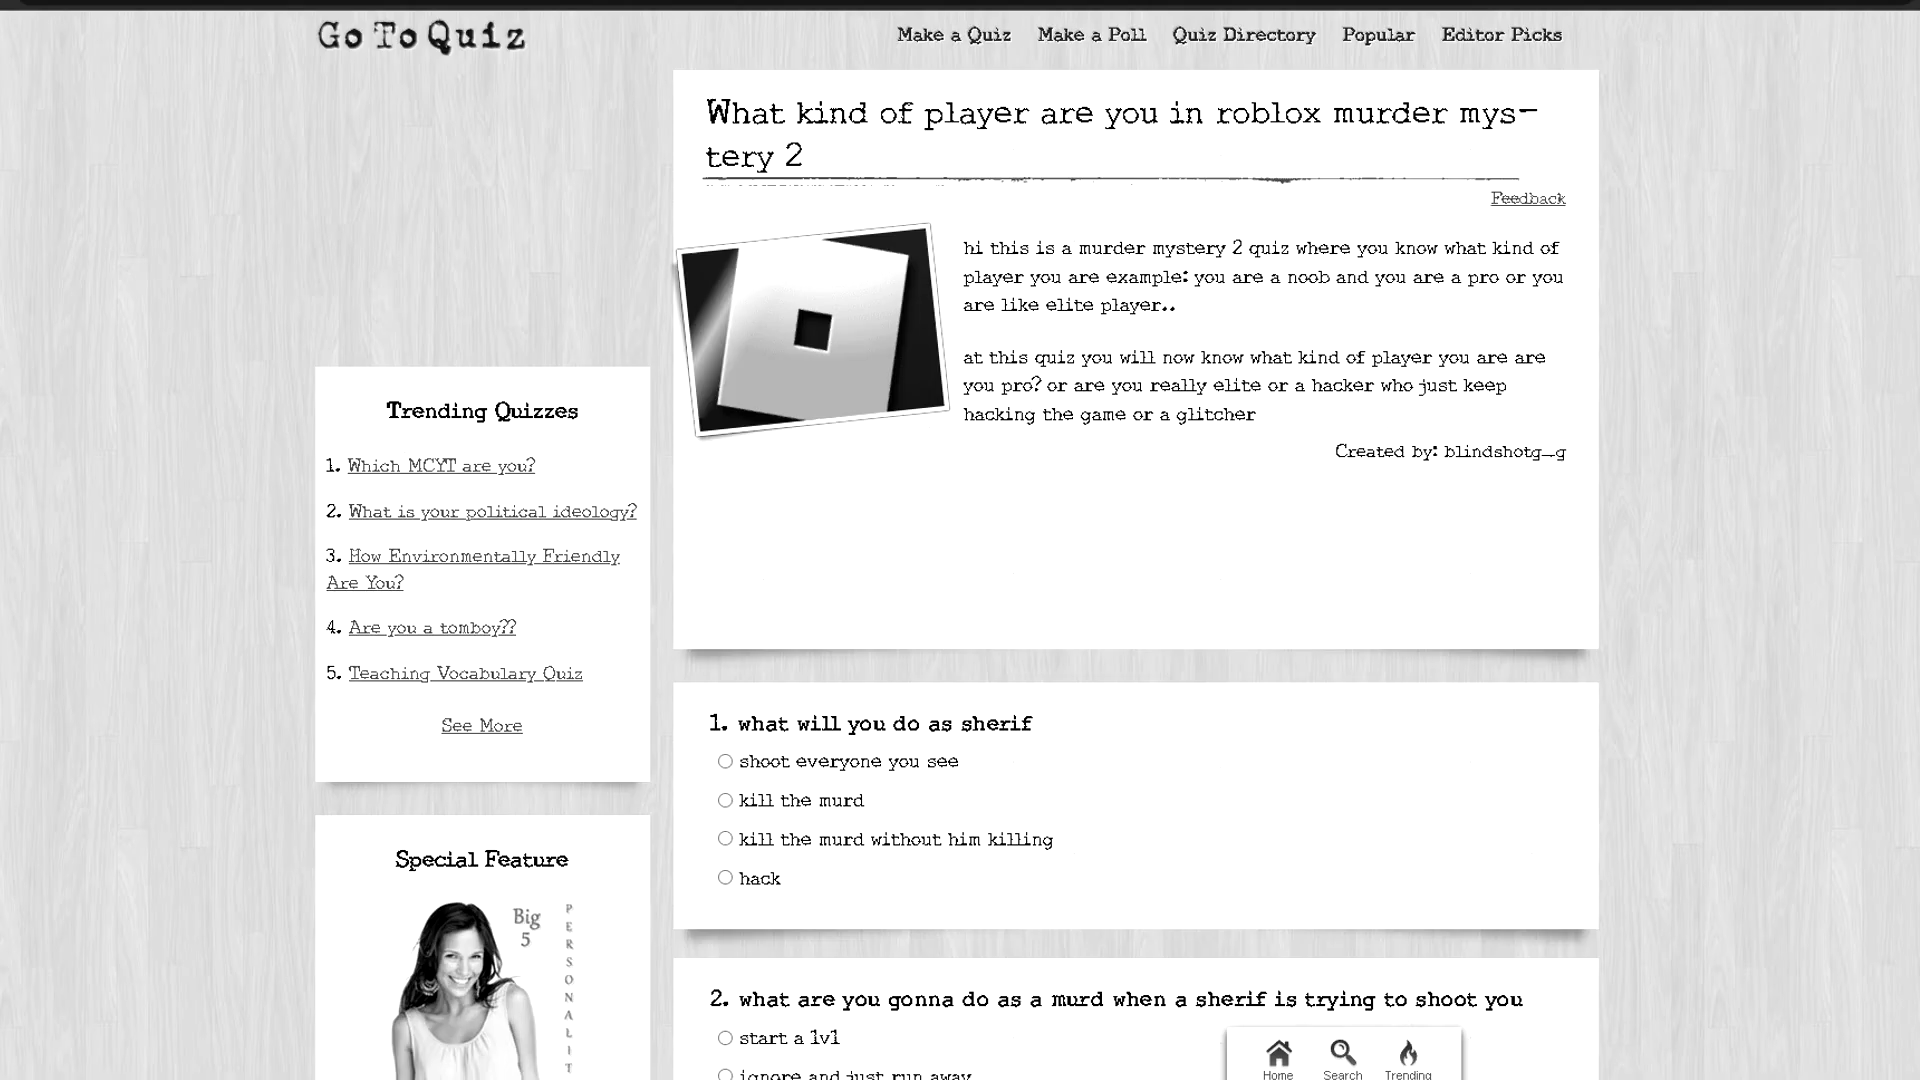 Go To Quiz
Make a Quiz Make a Poll Quiz Directory Popular Editor Picks
What kind of player are you in roblox murder mys-
tery 2
Feedback
hi this is a murder mystery 2 quiz where you know what kind of
player you are example: you are a noob and you are a pro or you
are like elite player..
at this quiz you will now know what kind of player you are are
you pro? or are you really elite or a hacker who just keep
hacking the game or a glitcher
Created by: blindshotg_g
Trending Quizzes
1. Which MCYT are you?
2. What is your political ideology?
3. How Environmentally Friendly
Are You?
4. Are you a tomboy??
5. Teaching Vocabulary Quiz
See More
Special Feature
Big
5
PERSONALIT
1. what will you do as sherif
shoot everyone you see
kill the murd
kill the murd without him killing
hack
2. what are you gonna do as a murd when a sherif is trying to shoot you
start a 1v1
ignore and just run away
Home Search Trending